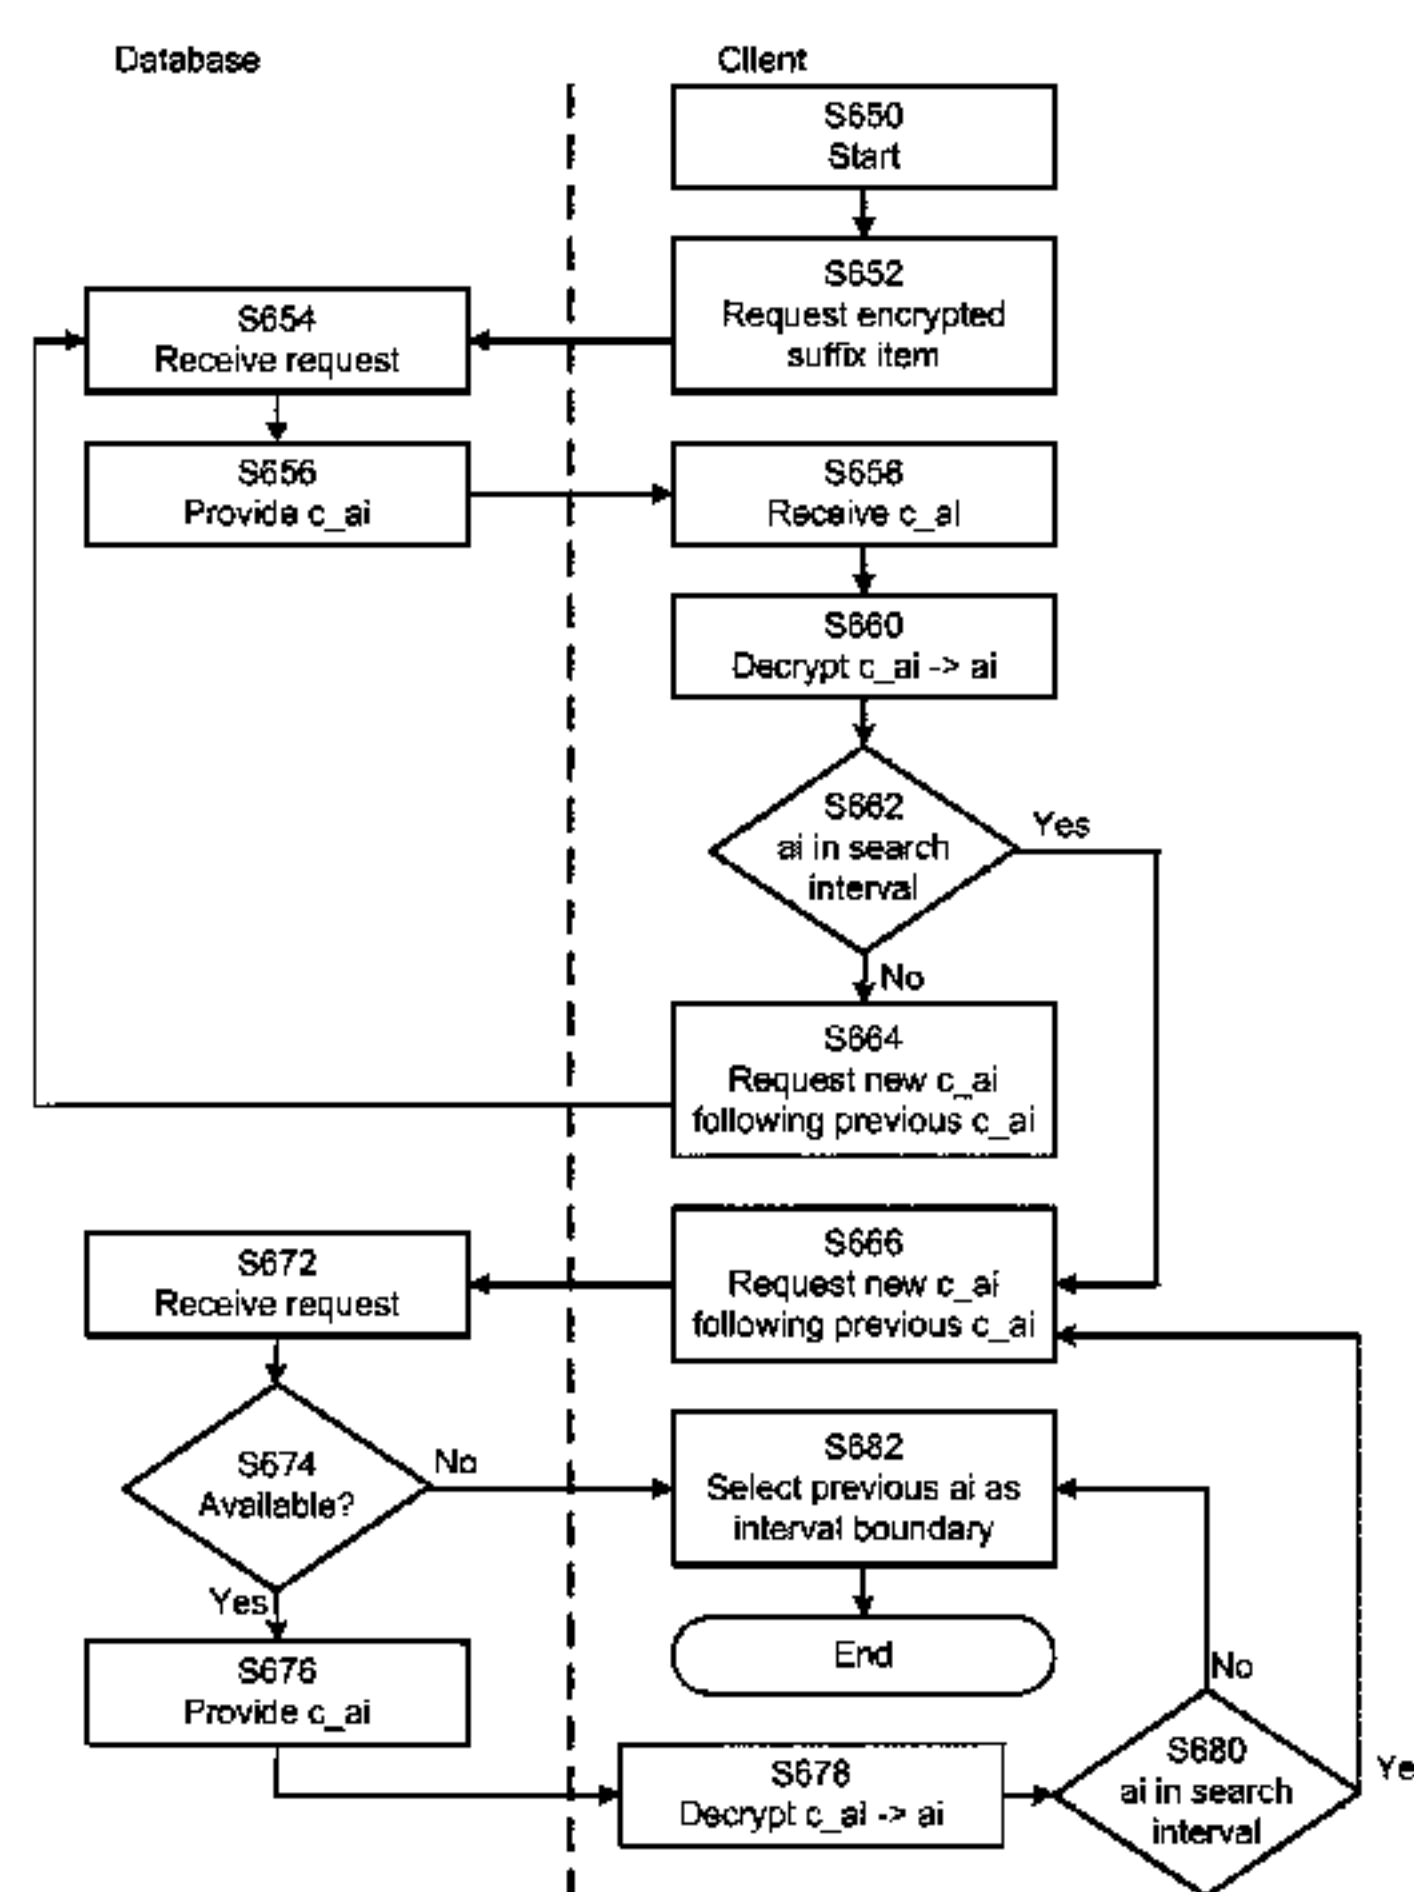 Database
Client
S650
Start
S652
Request encrypted
suffix item
S654
Receive request
S656
Provide c_ai
S658
Receive c_ai
S660
Decrypt c_ai -> ai
S662
ai in search
interval
Yes
No
S664
Request new c_ai
following previous c_ai
S666
Request new c_ai
following previous c_ai
S672
Receive request
S674
Available?
No
Yes
S682
Select previous ai as
interval boundary
End
S676
Provide c_ai
S678
Decrypt c_ai -> ai
No
S680
ai in search
interval
Ye